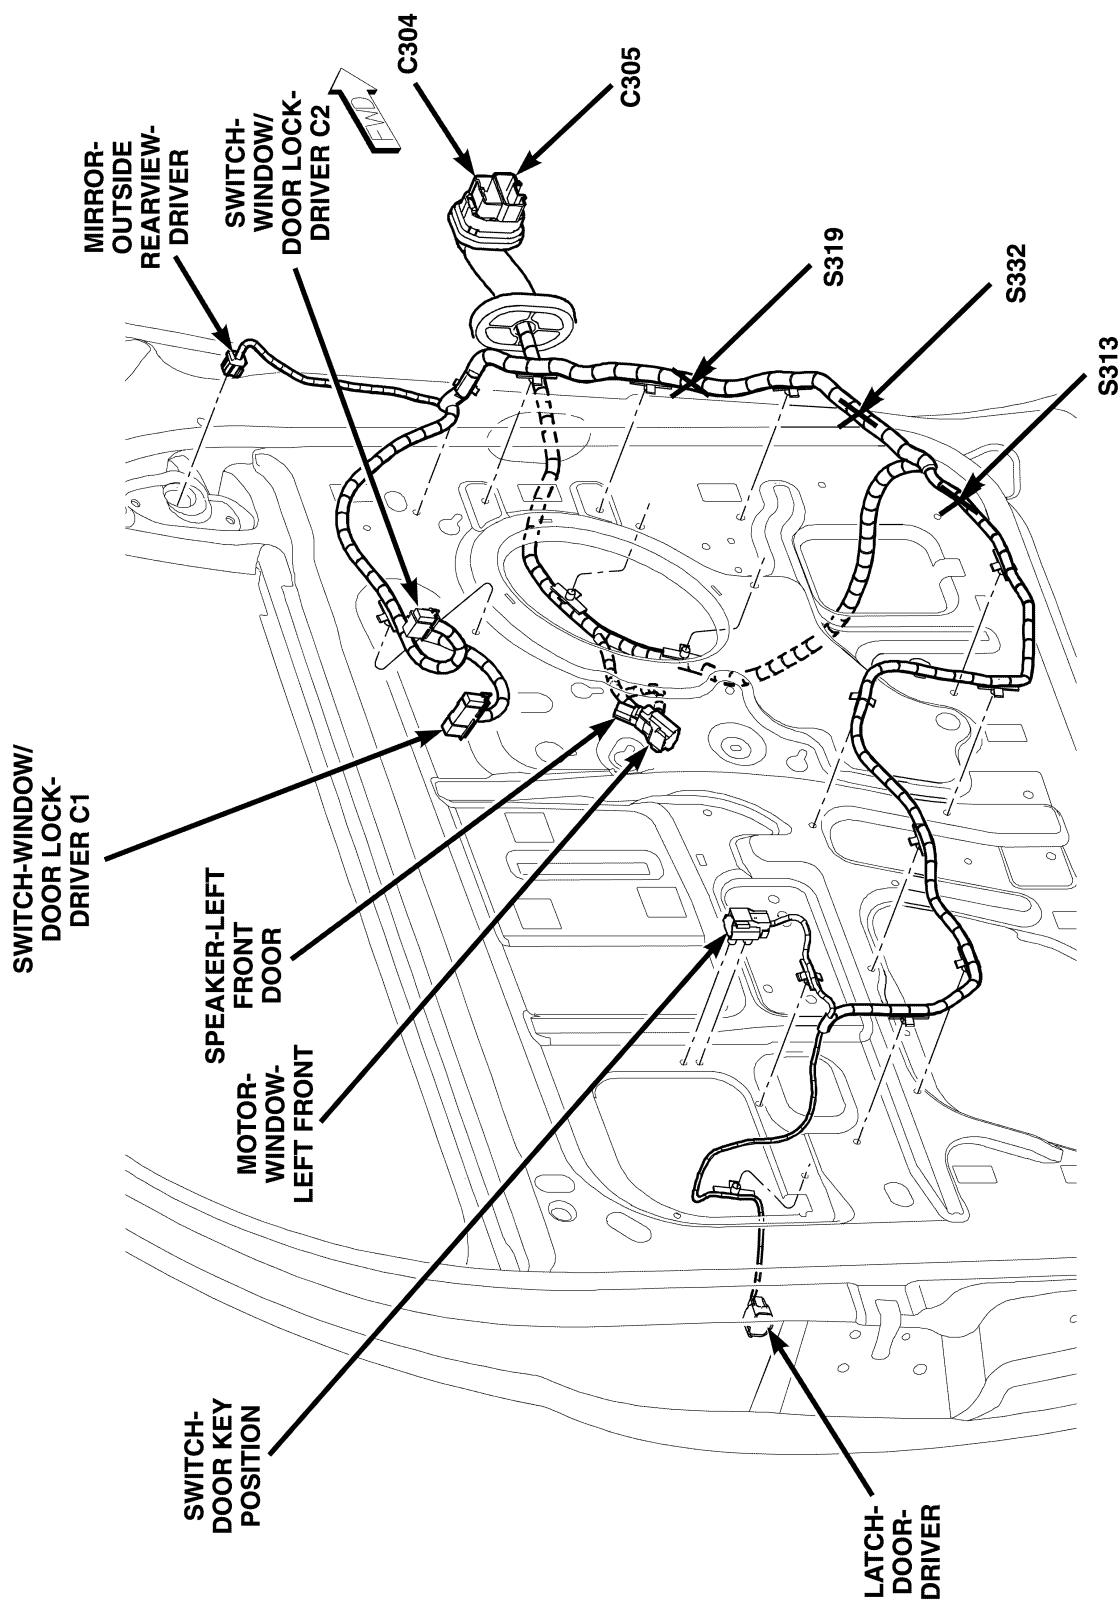 SWITCH-WINDOW/
DOOR LOCK-
DRIVER C1
MIRROR-
OUTSIDE
REARVIEW-
DRIVER
SWITCH-
WINDOW/
DOOR LOCK-
DRIVER C2
FWD
C304
C305
S319
S332
S313
SPEAKER-LEFT
FRONT
DOOR
MOTOR-
WINDOW-
LEFT FRONT
SWITCH-
DOOR KEY
POSITION
LATCH-
DOOR-
DRIVER